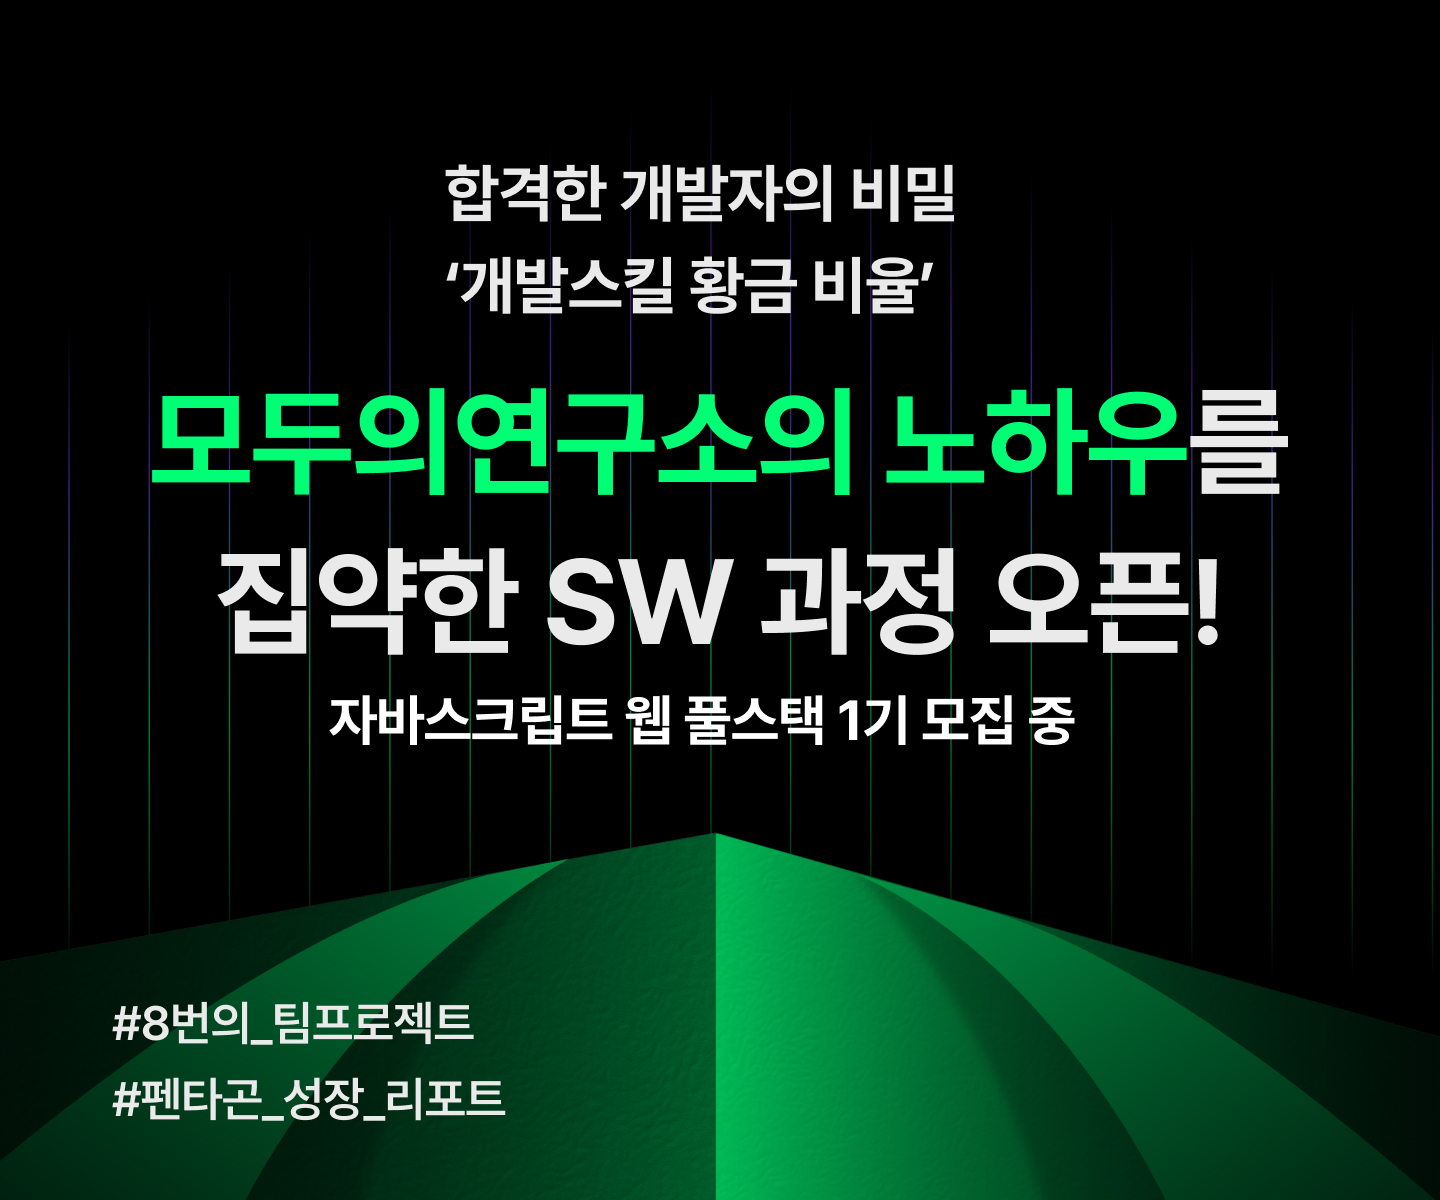 합격한 개발자의 비밀
‘개발스킬 황금 비율’
모두의연구소의 노하우를
집약한 SW 과정 오픈!
자바스크립트 웹 풀스택 1기 모집 중
#8번의_팀프로젝트
#펜타곤_성장_리포트